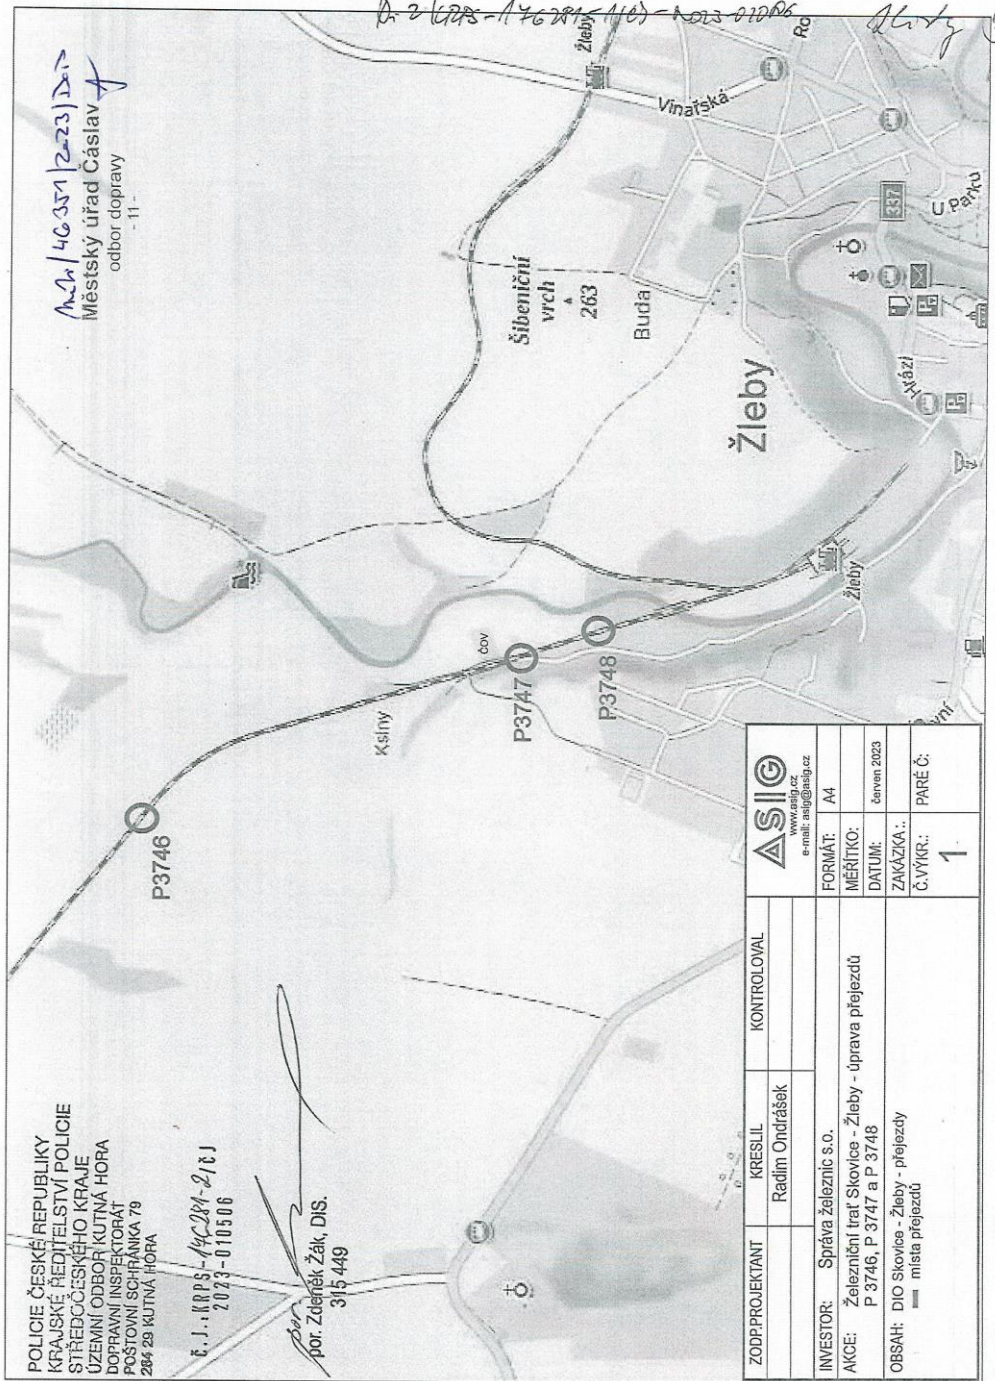 POLICIE ČESKÉ REPUBLIKY
KRAJSKÉ ŘEDITELSTVÍ POLICIE
STŘEDOČESKÉHO KRAJE
ÚZEMNÍ ODBOR KUTNÁ HORA
DOPRAVNÍ INSPEKTORÁT
POŠTOVNÍ SCHRÁNKA 79
284 29 KUTNÁ HORA
2023-010506
por. Zdeněk Žák, DiS.
315 449
Městský úřad Čáslav
odbor dopravy
- 11 -
P3746
Ksiny
čov
P3747
P3748
Šibeniční
vrch
263
Buda
Žleby
Žleby
Vinařská
Žleby
337
U Parku
Hrází
ZODP.PROJEKTANT
KRESLIL
KONTROLOVAL
Radim Ondrášek
ASIG
www.asig.cz
e-mail: asig@asig.cz
INVESTOR: Správa železnic s.o.
AKCE: Železniční trať Skovice - Žleby - úprava přejezdů
P 3746, P 3747 a P 3748
OBSAH: DIO Skovice - Žleby - přejezdy
místa přejezdů
FORMÁT: A4
MĚŘÍTKO:
DATUM: červen 2023
ZAKÁZKA.:
Č.VÝKR.: 1
PARÉ Č: